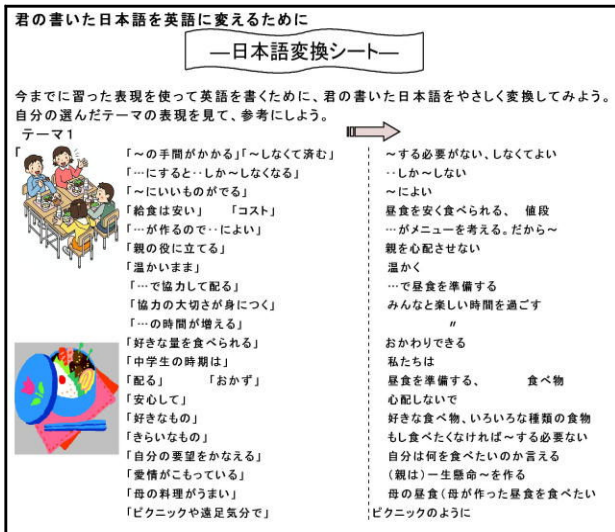 君の書いた日本語を英語に変えるために
―日本語変換シート―
今までに習った表現を使って英語を書くために、君の書いた日本語をやさしく変換してみよう。
自分の選んだテーマの表現を見て、参考にしよう。
テーマ1
「
「～の手間がかかる」「～しなくて済む」 ～する必要がない、しなくてよい
「…にすると‥しか～しなくなる」 ‥しか～しない
「～にいいものがでる」 ～によい
「給食は安い」 「コスト」 昼食を安く食べられる、 値段
「…が作るので‥によい」 …がメニューを考える。だから～
「親の役に立てる」 親を心配させない
「温かいまま」 温かく
「…で協力して配る」 …で昼食を準備する
「協力の大切さが身につく」 みんなと楽しい時間を過ごす
「…の時間が増える」 〃
「好きな量を食べられる」 おかわりできる
「中学生の時期は」 私たちは
「配る」 「おかず」 昼食を準備する、 食べ物
「安心して」 心配しないで
「好きなもの」 好きな食べ物、いろいろな種類の食物
「きらいなもの」 もし食べたくなければ～する必要ない
「自分の要望をかなえる」 自分は何を食べたいのか言える
「愛情がこもっている」 （親は）一生懸命～を作る
「母の料理がうまい」 母の昼食（母が作った昼食を食べたい
「ピクニックや遠足気分で」 ピクニックのように